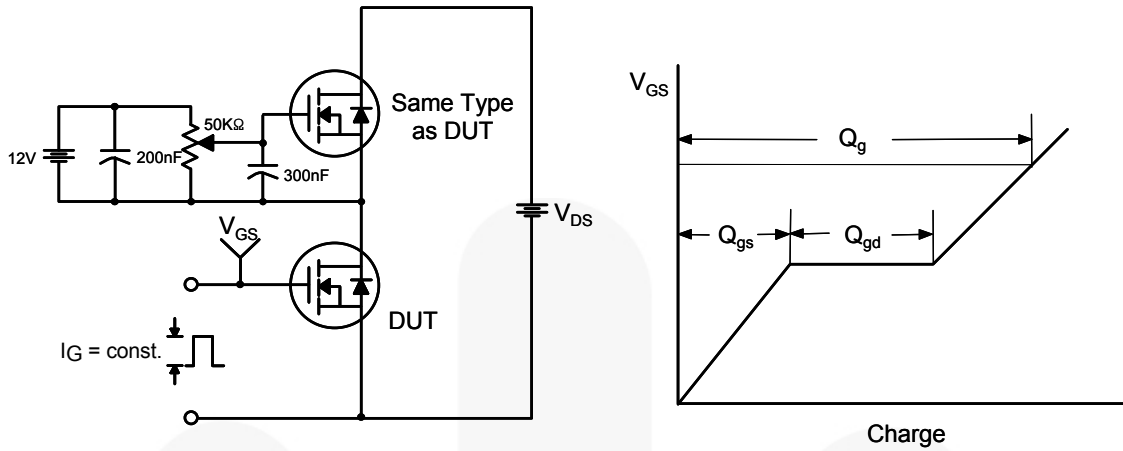 12V
200nF
50KΩ
300nF
Same Type
as DUT
V_DS
V_GS
DUT
I_G = const.
V_GS
Q_g
Q_gs
Q_gd
Charge